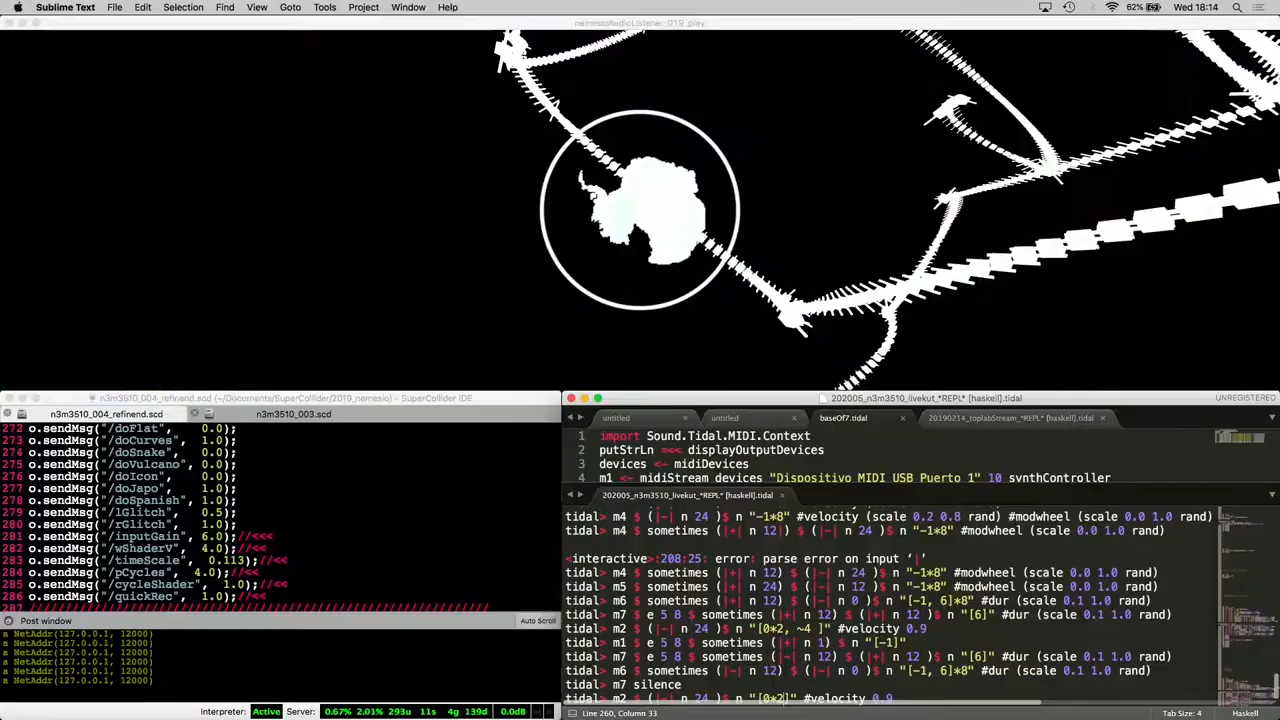 Sublime Text File Edit Selection Find View Goto Tools Project Window Help 62% Wed 18:14
nemesioAudioListener_019_play
n3m3510_004_refinend.scd (~/Documents/SuperCollider/2019_nemesio) - SuperCollider IDE
n3m3510_004_refinend.scd n3m3510_003.scd
272 o.sendMsg("/doFlat", 0.0);
273 o.sendMsg("/doCurves", 1.0);
274 o.sendMsg("/doSnake", 0.0);
275 o.sendMsg("/doVulcano", 0.0);
276 o.sendMsg("/doIcon", 0.0);
277 o.sendMsg("/doJapo", 1.0);
278 o.sendMsg("/doSpanish", 1.0);
279 o.sendMsg("/lGlitch", 0.5);
280 o.sendMsg("/rGlitch", 1.0);
281 o.sendMsg("/inputGain", 6.0);//<<<
282 o.sendMsg("/wShaderV", 4.0);//<<
283 o.sendMsg("/timeScale", 0.113);//<<
284 o.sendMsg("/pCycles", 4.0);//<<
285 o.sendMsg("/cycleShader", 1.0);//<<
286 o.sendMsg("/quickRec", 1.0);//<<
287
Post window Auto Scroll
a NetAddr(127.0.0.1, 12000)
a NetAddr(127.0.0.1, 12000)
a NetAddr(127.0.0.1, 12000)
a NetAddr(127.0.0.1, 12000)
a NetAddr(127.0.0.1, 12000)
a NetAddr(127.0.0.1, 12000)
Interpreter: Active Server: 0.67% 2.01% 293u 11s 4g 139d 0.0dB
202005_n3m3510_livekut_*REPL* [haskell].tidal UNREGISTERED
untitled untitled baseOf7.tidal 20190214_toplabStream_*REPL* [haskell].tidal
1 import Sound.Tidal.MIDI.Context
2 putStrLn =<< displayOutputDevices
3 devices <- midiDevices
4 m1 <- midiStream devices "Dispositivo MIDI USB Puerto 1" 10 synthController
202005_n3m3510_livekut_*REPL* [haskell].tidal
tidal> m4 $ (|-| n 24 )$ n "-1*8" #velocity (scale 0.2 0.8 rand) #modwheel (scale 0.0 1.0 rand)
tidal> m4 $ sometimes (|+| n 12|) $ (|-| n 24 )$ n "-1*8" #modwheel (scale 0.0 1.0 rand)
<interactive>:208:25: error: parse error on input ‘|’
tidal> m4 $ sometimes (|+| n 12) $ (|-| n 24 )$ n "-1*8" #modwheel (scale 0.0 1.0 rand)
tidal> m5 $ sometimes (|+| n 24) $ (|-| n 12 )$ n "-1*8" #modwheel (scale 0.0 1.0 rand)
tidal> m6 $ sometimes (|+| n 12) $ (|-| n 0 )$ n "[-1, 6]*8" #dur (scale 0.1 1.0 rand)
tidal> m7 $ e 5 8 $ sometimes (|+| n 12) $ (|+| n 12 )$ n "[6]" #dur (scale 0.1 1.0 rand)
tidal> m2 $ (|-| n 24 )$ n "[0*2, ~4 ]" #velocity 0.9
tidal> m1 $ e 5 8 $ sometimes (|+| n 1) $ n "[-1]"
tidal> m7 $ e 5 8 $ sometimes (|-| n 12) $ (|+| n 12 )$ n "[6]" #dur (scale 0.1 1.0 rand)
tidal> m6 $ sometimes (|-| n 12) $ (|-| n 0 )$ n "[-1, 6]*8" #dur (scale 0.1 1.0 rand)
tidal> m7 silence
tidal> m2 $ (|-| n 24 )$ n "[0*2]" #velocity 0.9
Line 260, Column 33 Tab Size: 4 Haskell